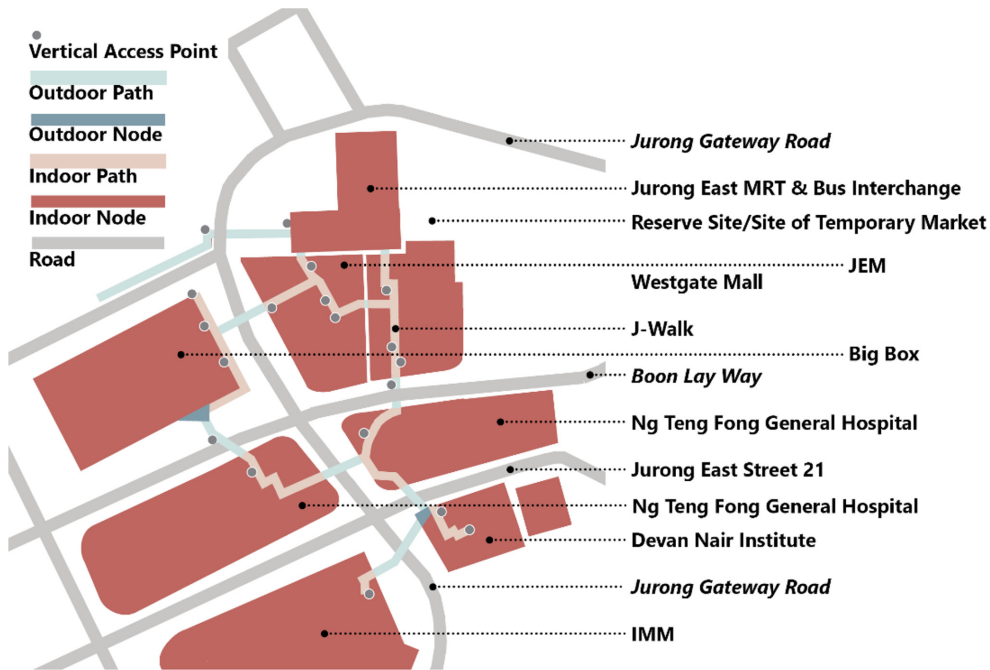 Vertical Access Point
Outdoor Path
Outdoor Node
Indoor Path
Indoor Node
Road
Jurong Gateway Road
Jurong East MRT & Bus Interchange
Reserve Site/Site of Temporary Market
JEM
Westgate Mall
J-Walk
Big Box
Boon Lay Way
Ng Teng Fong General Hospital
Jurong East Street 21
Ng Teng Fong General Hospital
Devan Nair Institute
Jurong Gateway Road
IMM